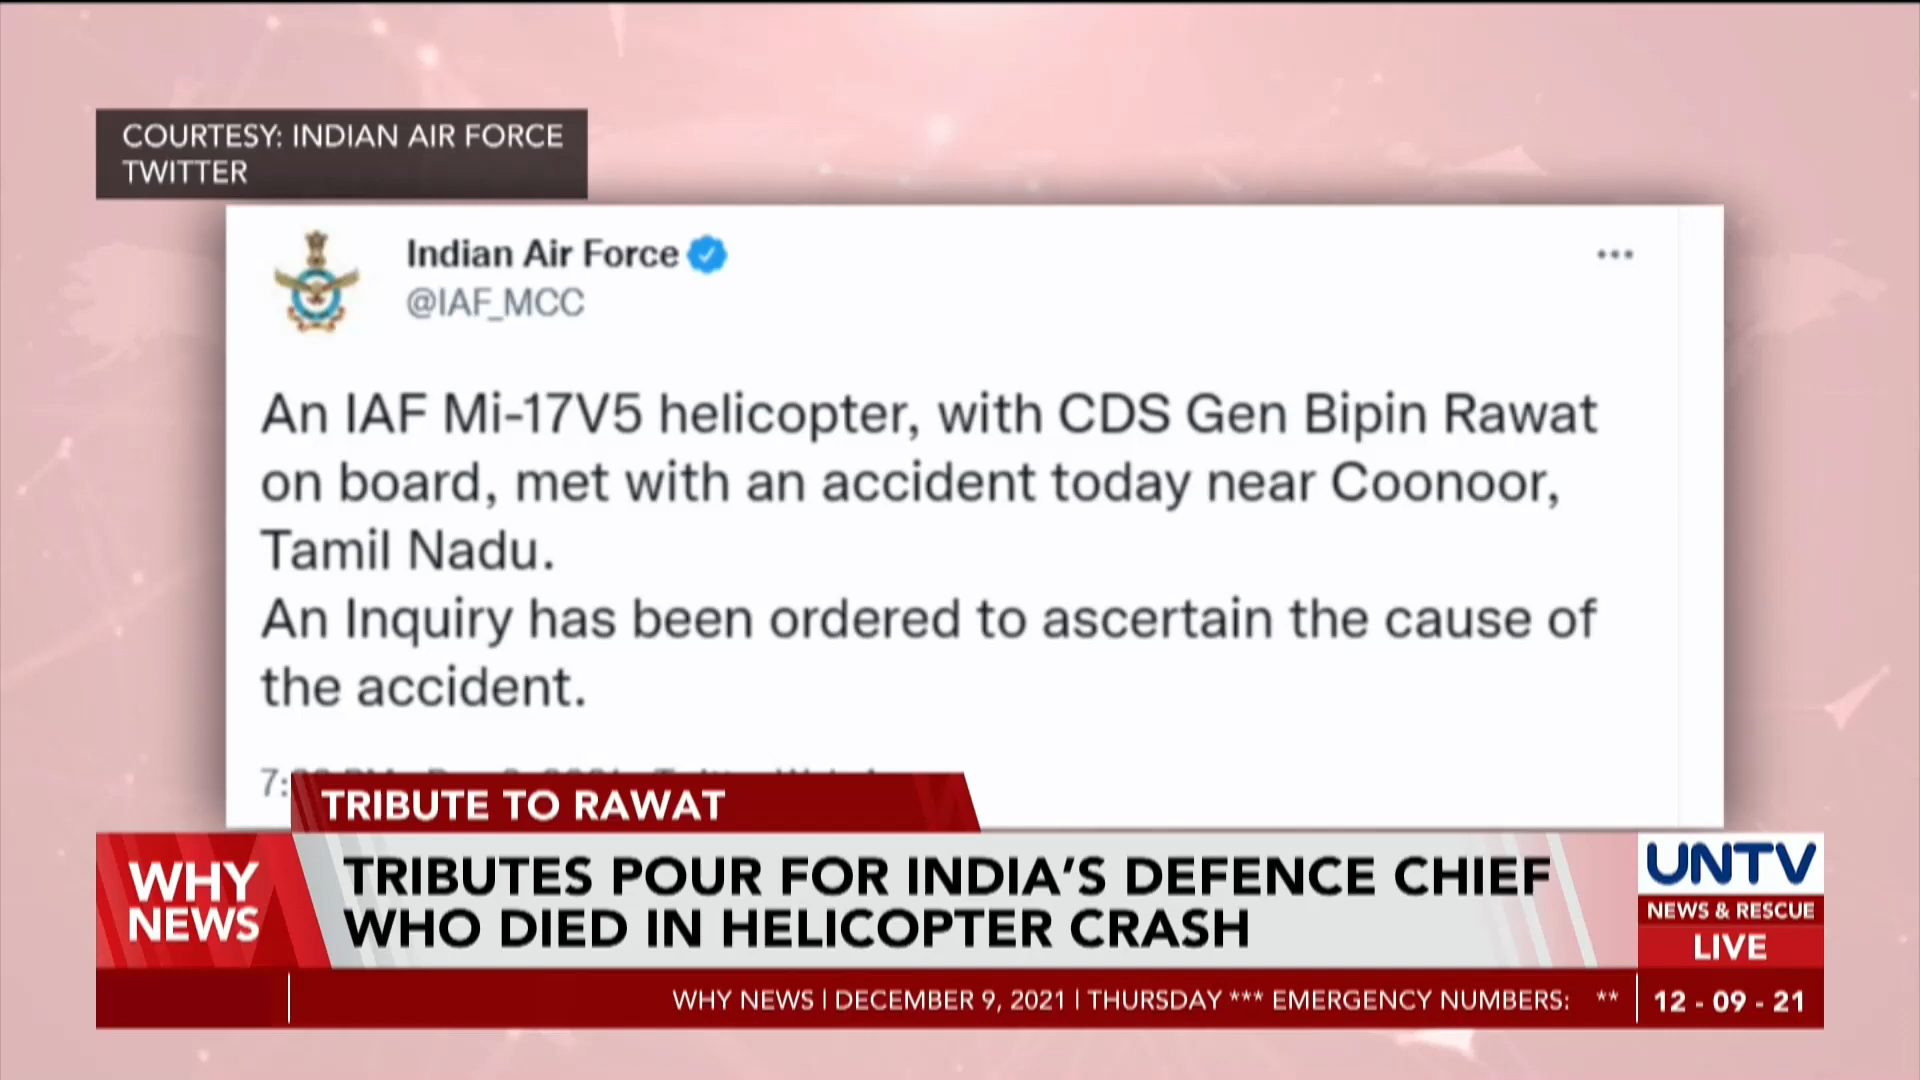 COURTESY: INDIAN AIR FORCE
TWITTER
Indian Air Force
@IAF_MCC
An IAF Mi-17V5 helicopter, with CDS Gen Bipin Rawat
on board, met with an accident today near Coonoor,
Tamil Nadu.
An Inquiry has been ordered to ascertain the cause of
the accident.
TRIBUTE TO RAWAT
WHY
NEWS
TRIBUTES POUR FOR INDIA'S DEFENCE CHIEF
WHO DIED IN HELICOPTER CRASH
UNTV
NEWS & RESCUE
LIVE
WHY NEWS | DECEMBER 9, 2021 | THURSDAY *** EMERGENCY NUMBERS: **
12 - 09 - 21